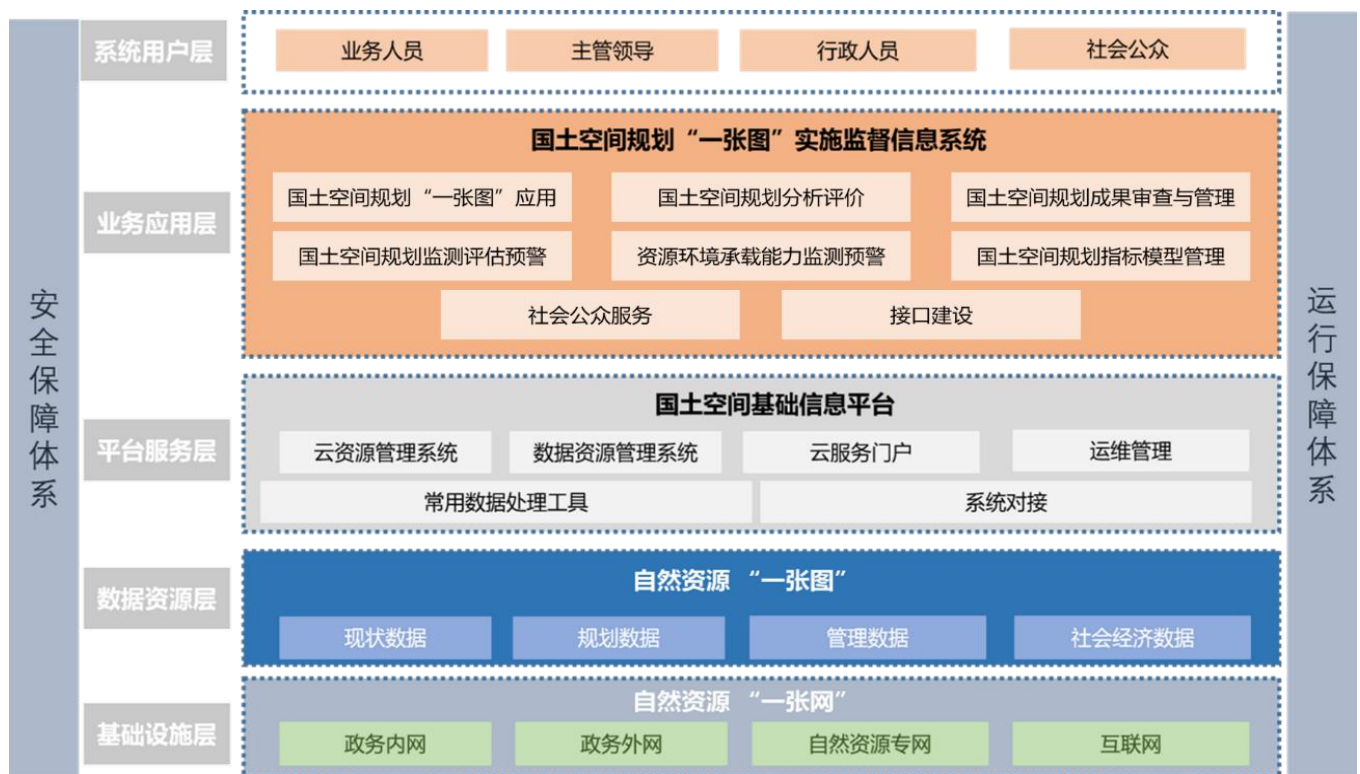 安全保障体系
系统用户层
业务人员
主管领导
行政人员
社会公众
业务应用层
国土空间规划“一张图”实施监督信息系统
国土空间规划“一张图”应用
国土空间规划分析评价
国土空间规划成果审查与管理
国土空间规划监测评估预警
资源环境承载能力监测预警
国土空间规划指标模型管理
社会公众服务
接口建设
平台服务层
国土空间基础信息平台
云资源管理系统
数据资源管理系统
云服务门户
运维管理
常用数据处理工具
系统对接
数据资源层
自然资源 “一张图”
现状数据
规划数据
管理数据
社会经济数据
基础设施层
自然资源 “一张网”
政务内网
政务外网
自然资源专网
互联网
运行保障体系